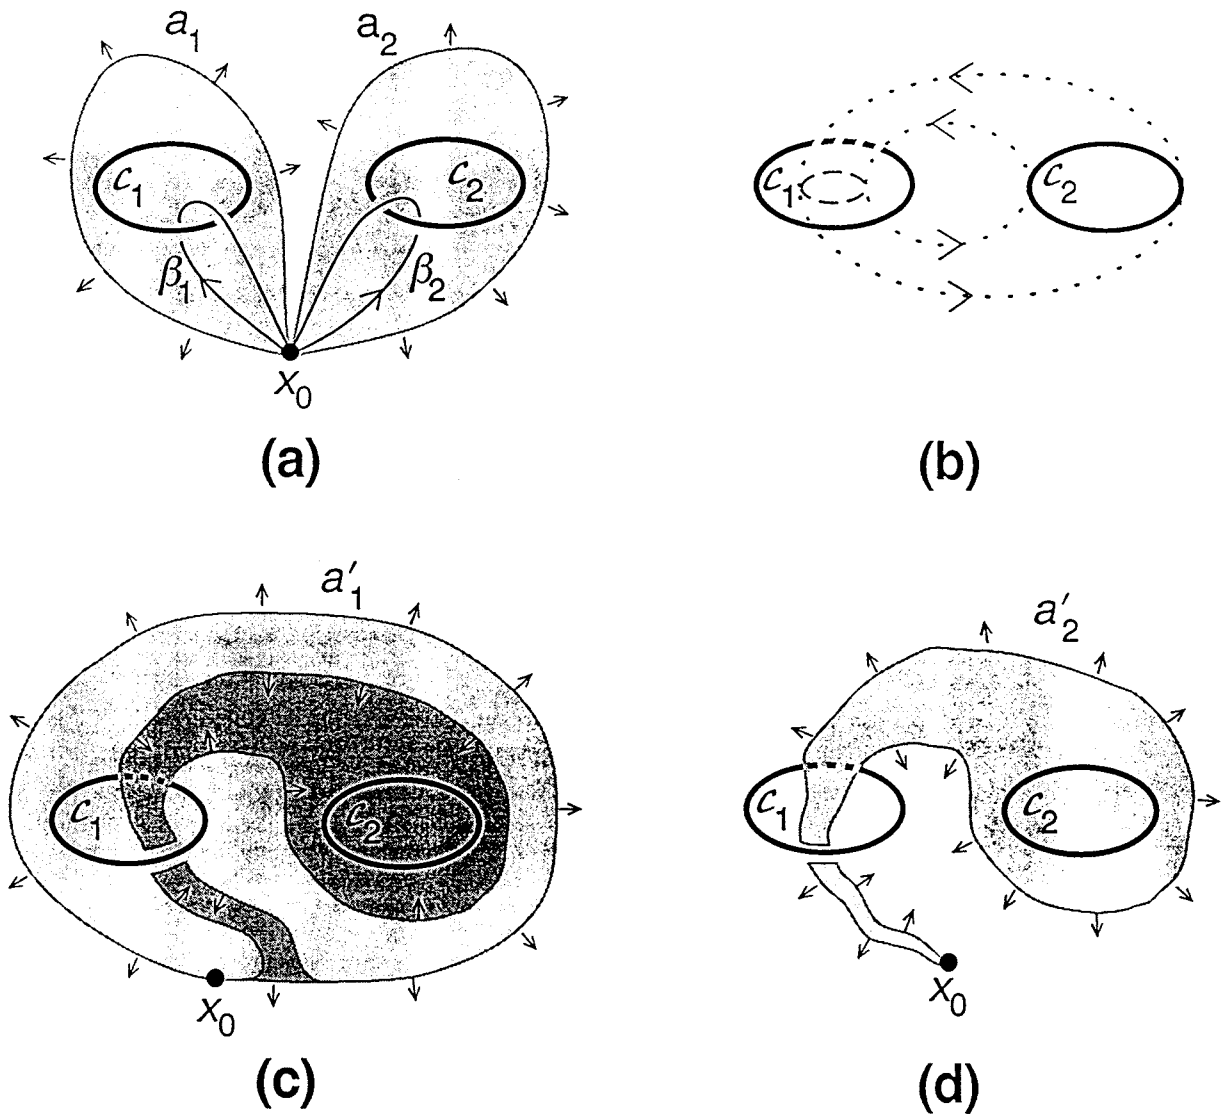 a₁ a₂
c₁ c₂ c₁ c₂
β₁ β₂
x₀
(a) (b)
a′₁ a′₂
c₁ c₂ c₁ c₂
x₀ x₀
(c) (d)